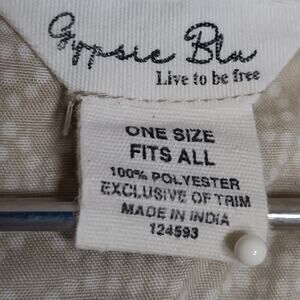 Gypsie Blu
Live to be free
ONE SIZE
FITS ALL
100% POLYESTER
EXCLUSIVE OF TRIM
MADE IN INDIA
124593